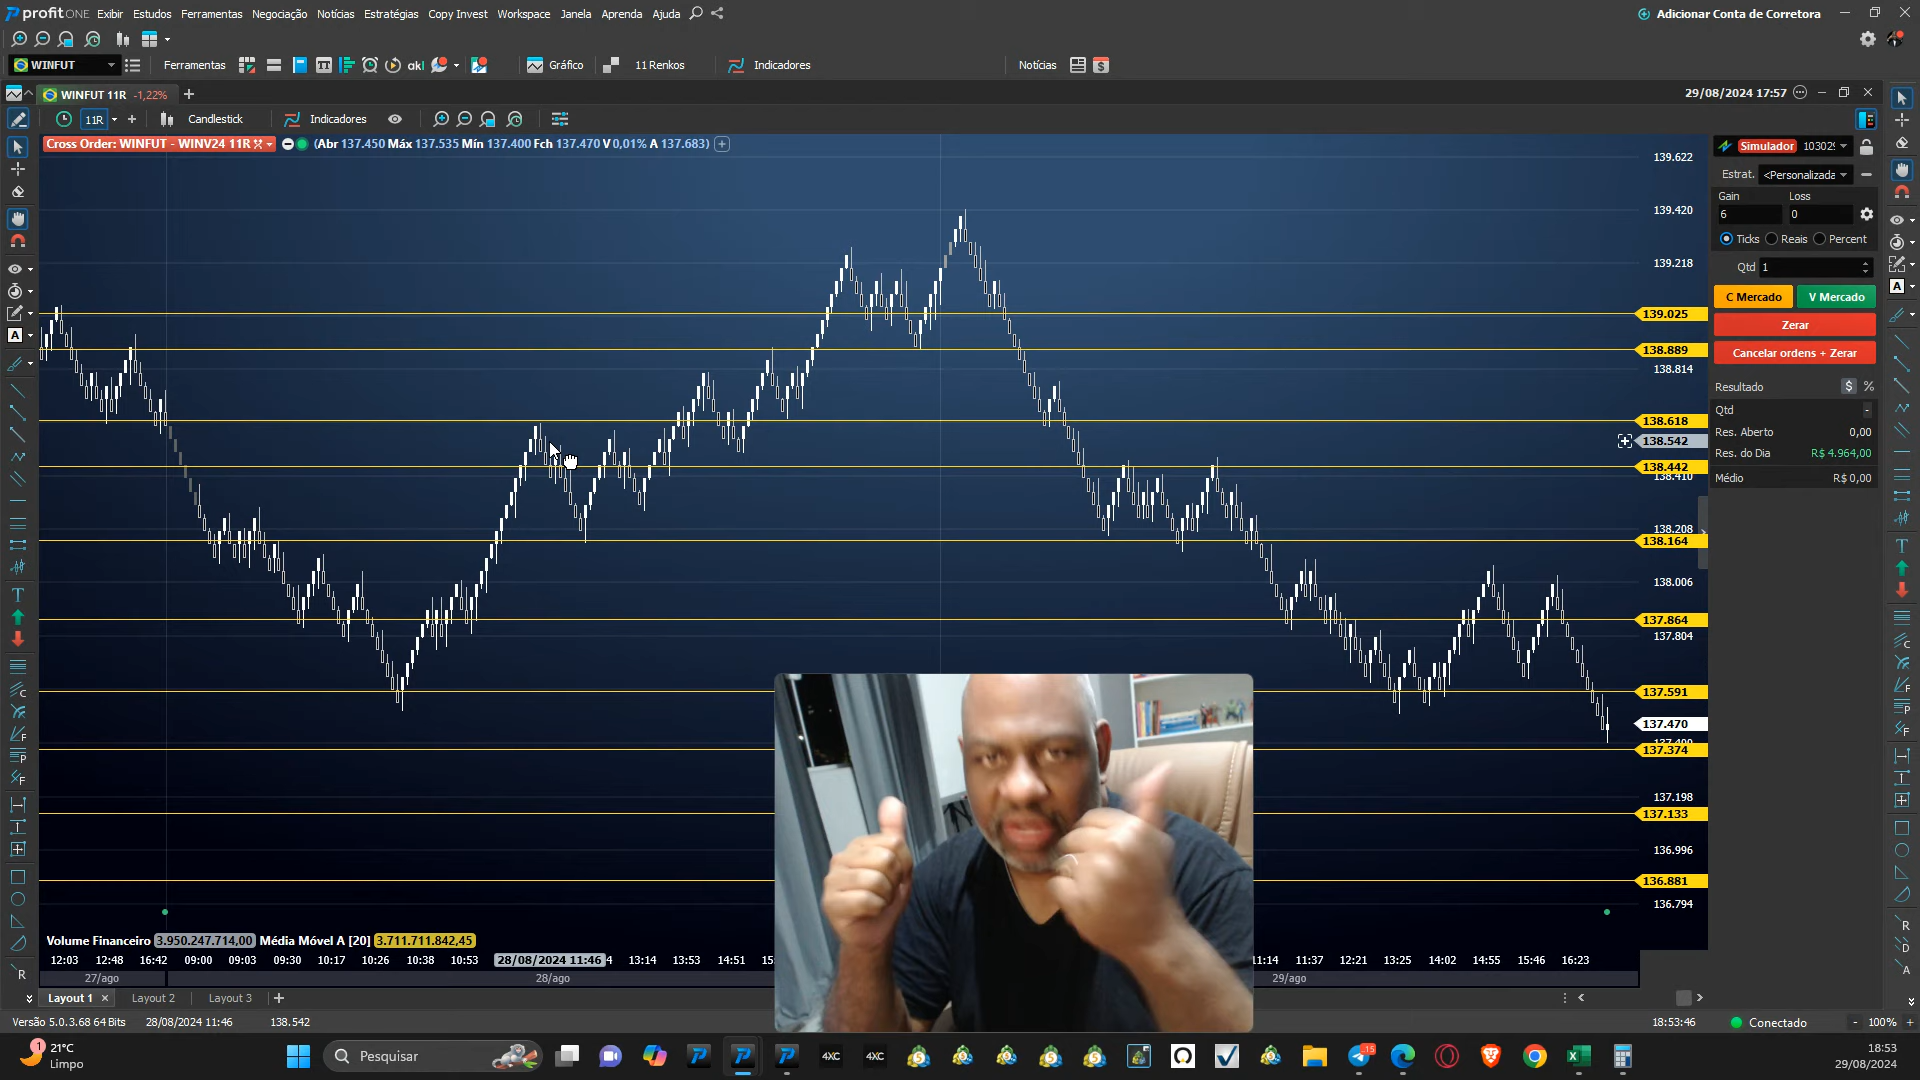 profitONE Exibir Estudos Ferramentas Negociação Notícias Estratégias Copy Invest Workspace Janela Aprenda Ajuda
Adicionar Conta de Corretora
WINFUT
Ferramentas
Gráfico
11 Renkos
Indicadores
Notícias
WINFUT 11R -1,22%
29/08/2024 17:57
11R
Candlestick
Indicadores
Cross Order: WINFUT - WINV24 11R
(Abr 137.450 Máx 137.535 Mín 137.400 Fch 137.470 V 0,01% A 137.683)
139.622
139.420
139.218
139.025
138.889
138.814
138.618
138.542
138.442
138.410
138.208
138.164
138.006
137.864
137.804
137.591
137.470
137.374
137.198
137.133
136.996
136.881
136.794
Simulador
Estrat. <Personalizada
Gain
Loss
6
0
Ticks Reais Percent
Qtd 1
C Mercado V Mercado
Zerar
Cancelar ordens + Zerar
Resultado $ %
Qtd -
Res. Aberto 0,00
Res. do Dia R$ 4.964,00
Médio R$ 0,00
Volume Financeiro 3.950.247.714,00 Média Móvel A [20] 3.711.711.842,45
12:03 12:48 16:42 09:00 09:03 09:30 10:17 10:26 10:38 10:53 28/08/2024 11:46 13:14 13:53 14:51 11:14 11:37 12:21 13:25 14:02 14:55 15:46 16:23
27/ago 28/ago 29/ago
Layout 1 Layout 2 Layout 3
Versão 5.0.3.68 64 Bits 28/08/2024 11:46 138.542
18:53:46 Conectado - 100% +
21°C
Limpo
Pesquisar
4XC
4XC
18:53
29/08/2024